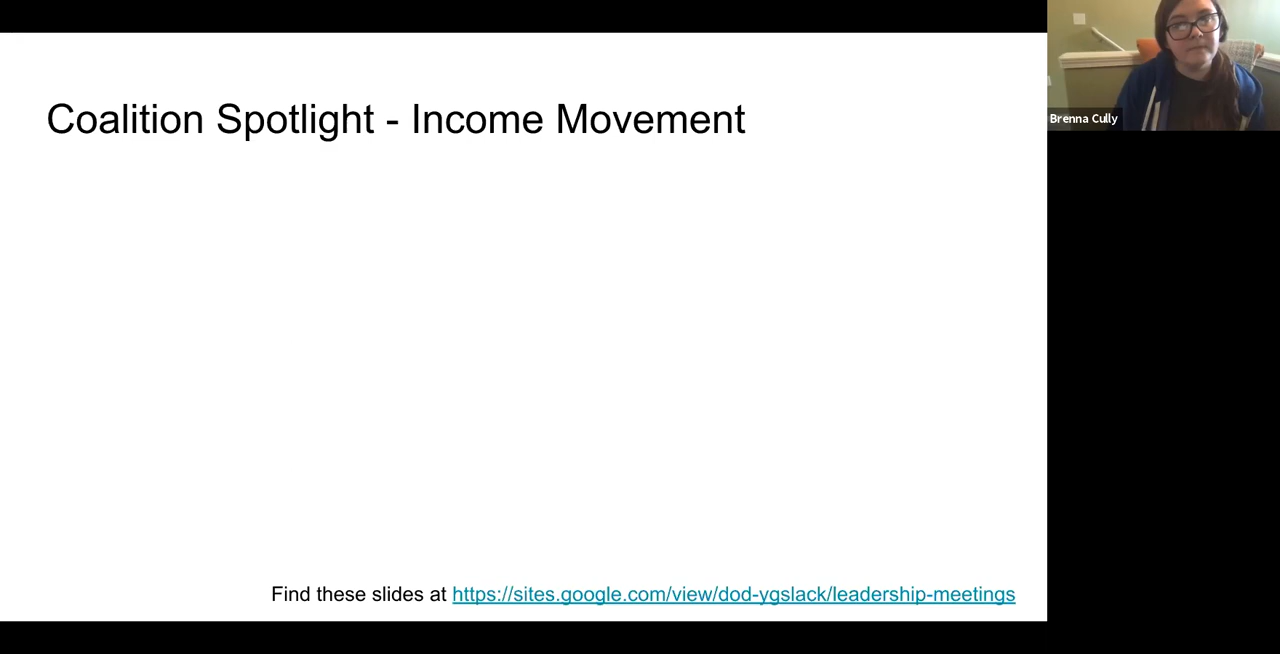 Coalition Spotlight - Income Movement
Brenna Cully
Find these slides at https://sites.google.com/view/dod-ygslack/leadership-meetings